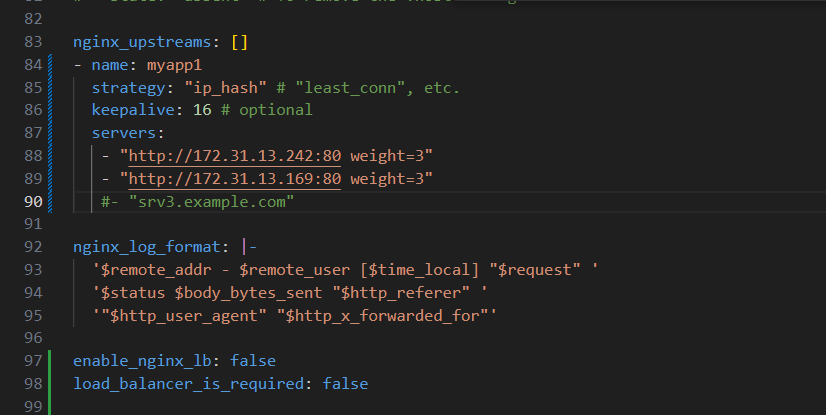 82
83 nginx_upstreams: []
84 - name: myapp1
85 strategy: "ip_hash" # "least_conn", etc.
86 keepalive: 16 # optional
87 servers:
88 - "http://172.31.13.242:80 weight=3"
89 - "http://172.31.13.169:80 weight=3"
90 #- "srv3.example.com"
91
92 nginx_log_format: |-
93 '$remote_addr - $remote_user [$time_local] "$request" '
94 '$status $body_bytes_sent "$http_referer" '
95 '"$http_user_agent" "$http_x_forwarded_for"'
96
97 enable_nginx_lb: false
98 load_balancer_is_required: false
99